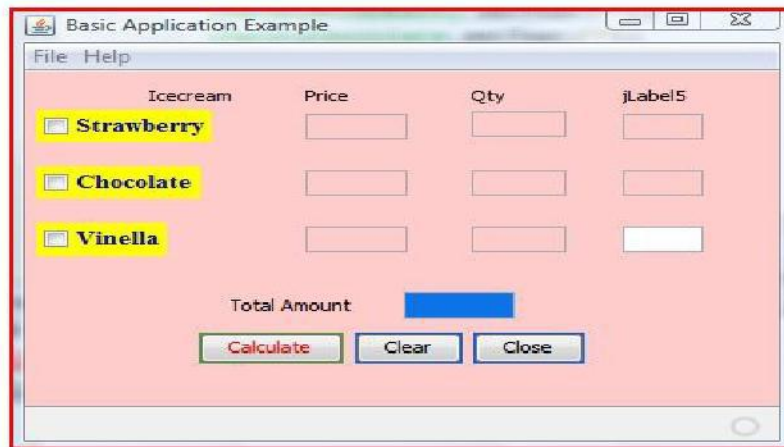 Basic Application Example
File Help
Icecream Price Qty jLabel5
Strawberry
Chocolate
Vinella
Total Amount
Calculate Clear Close